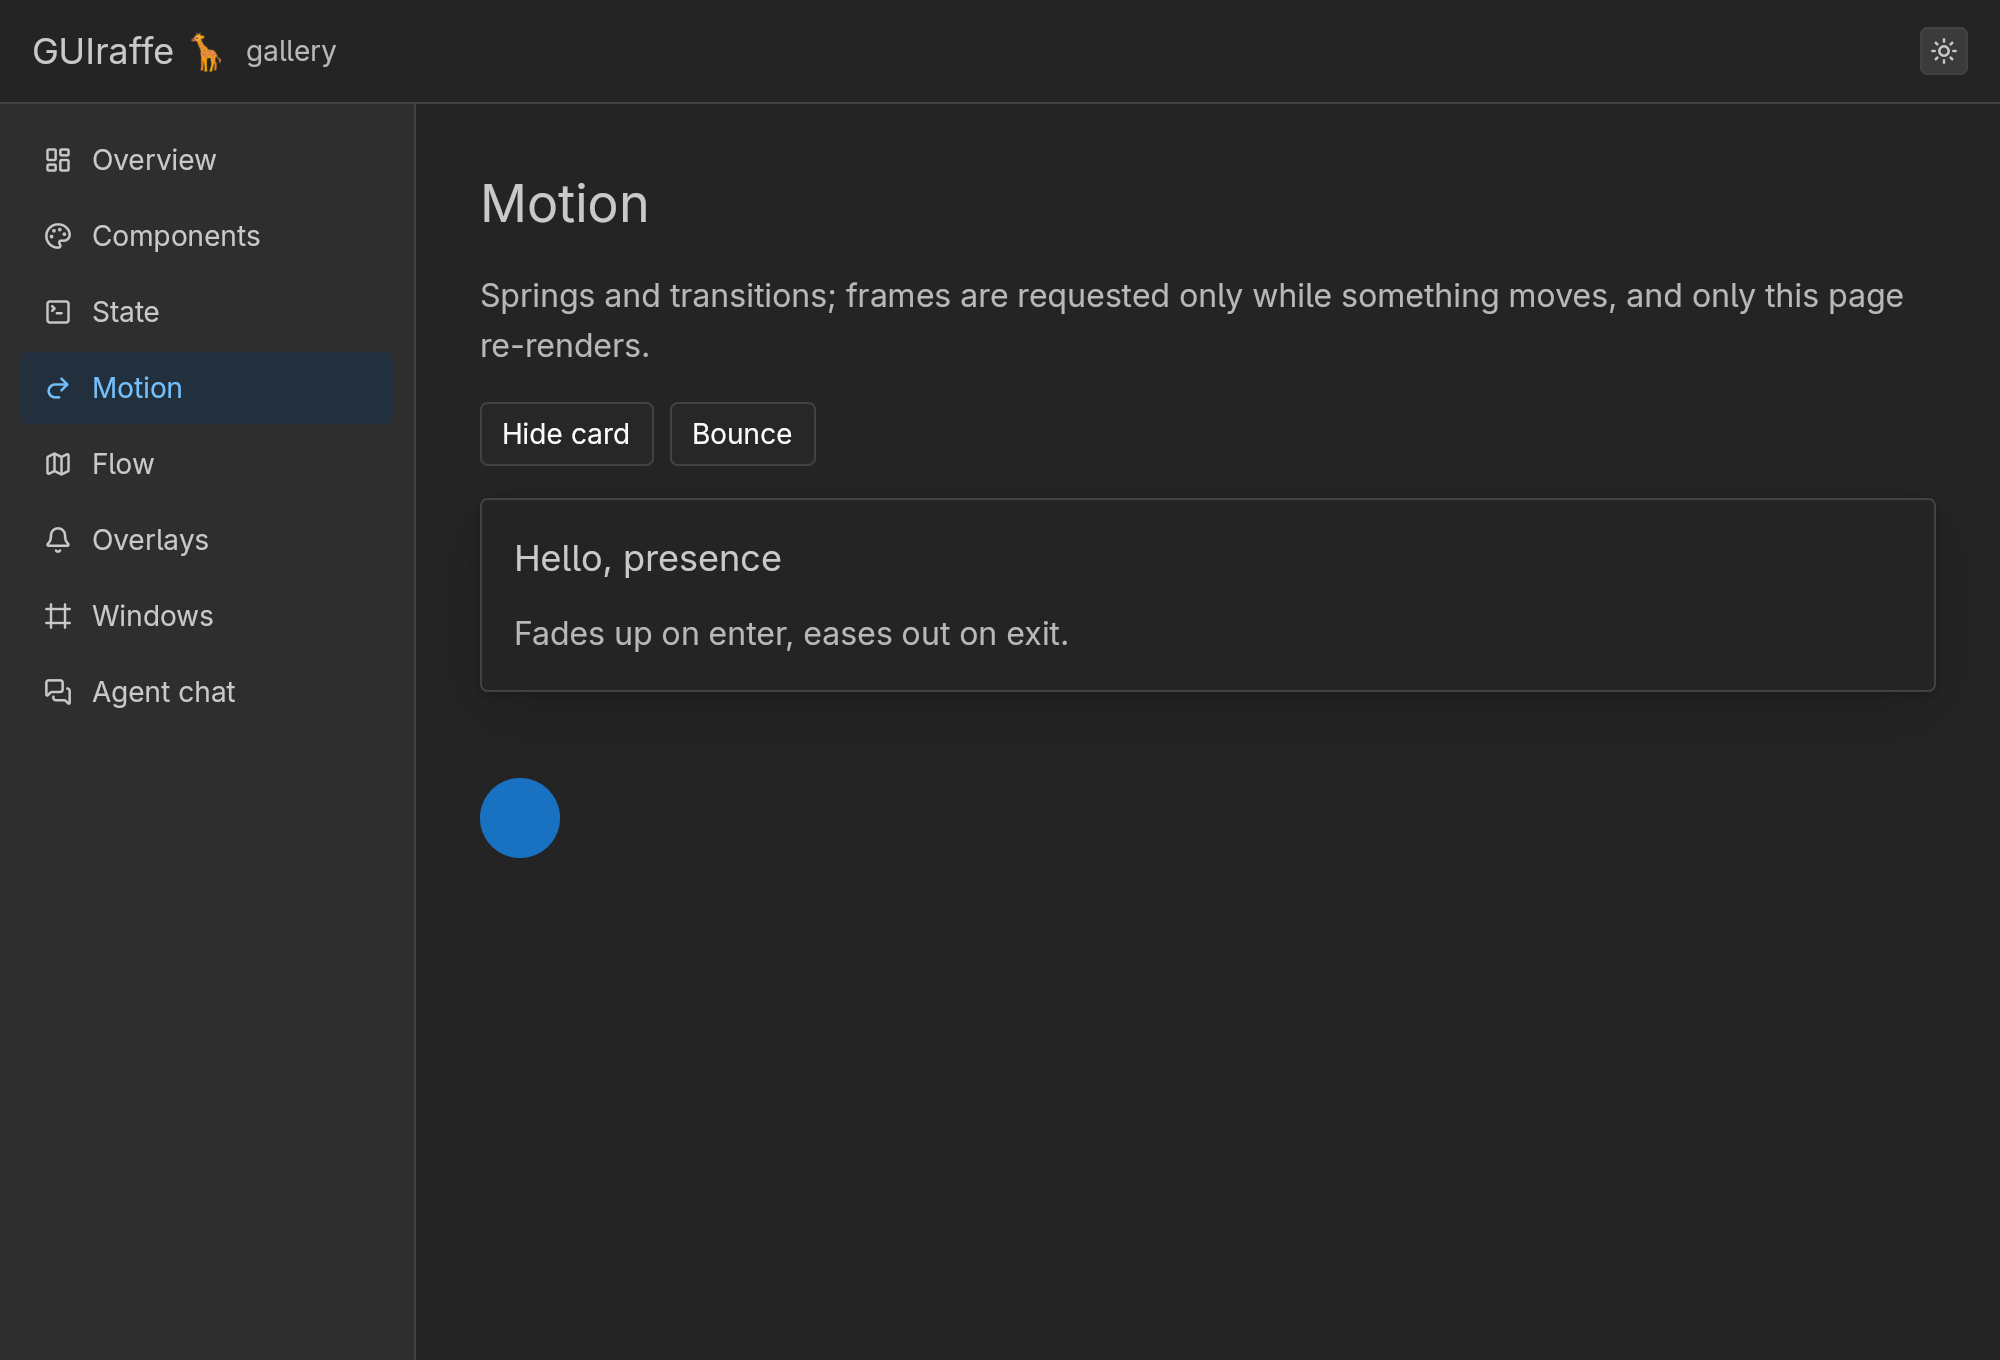 GUIraffe 🦒 gallery
Overview
Components
State
Motion
Flow
Overlays
Windows
Agent chat
Motion
Springs and transitions; frames are requested only while something moves, and only this page
re-renders.
Hide card
Bounce
Hello, presence
Fades up on enter, eases out on exit.